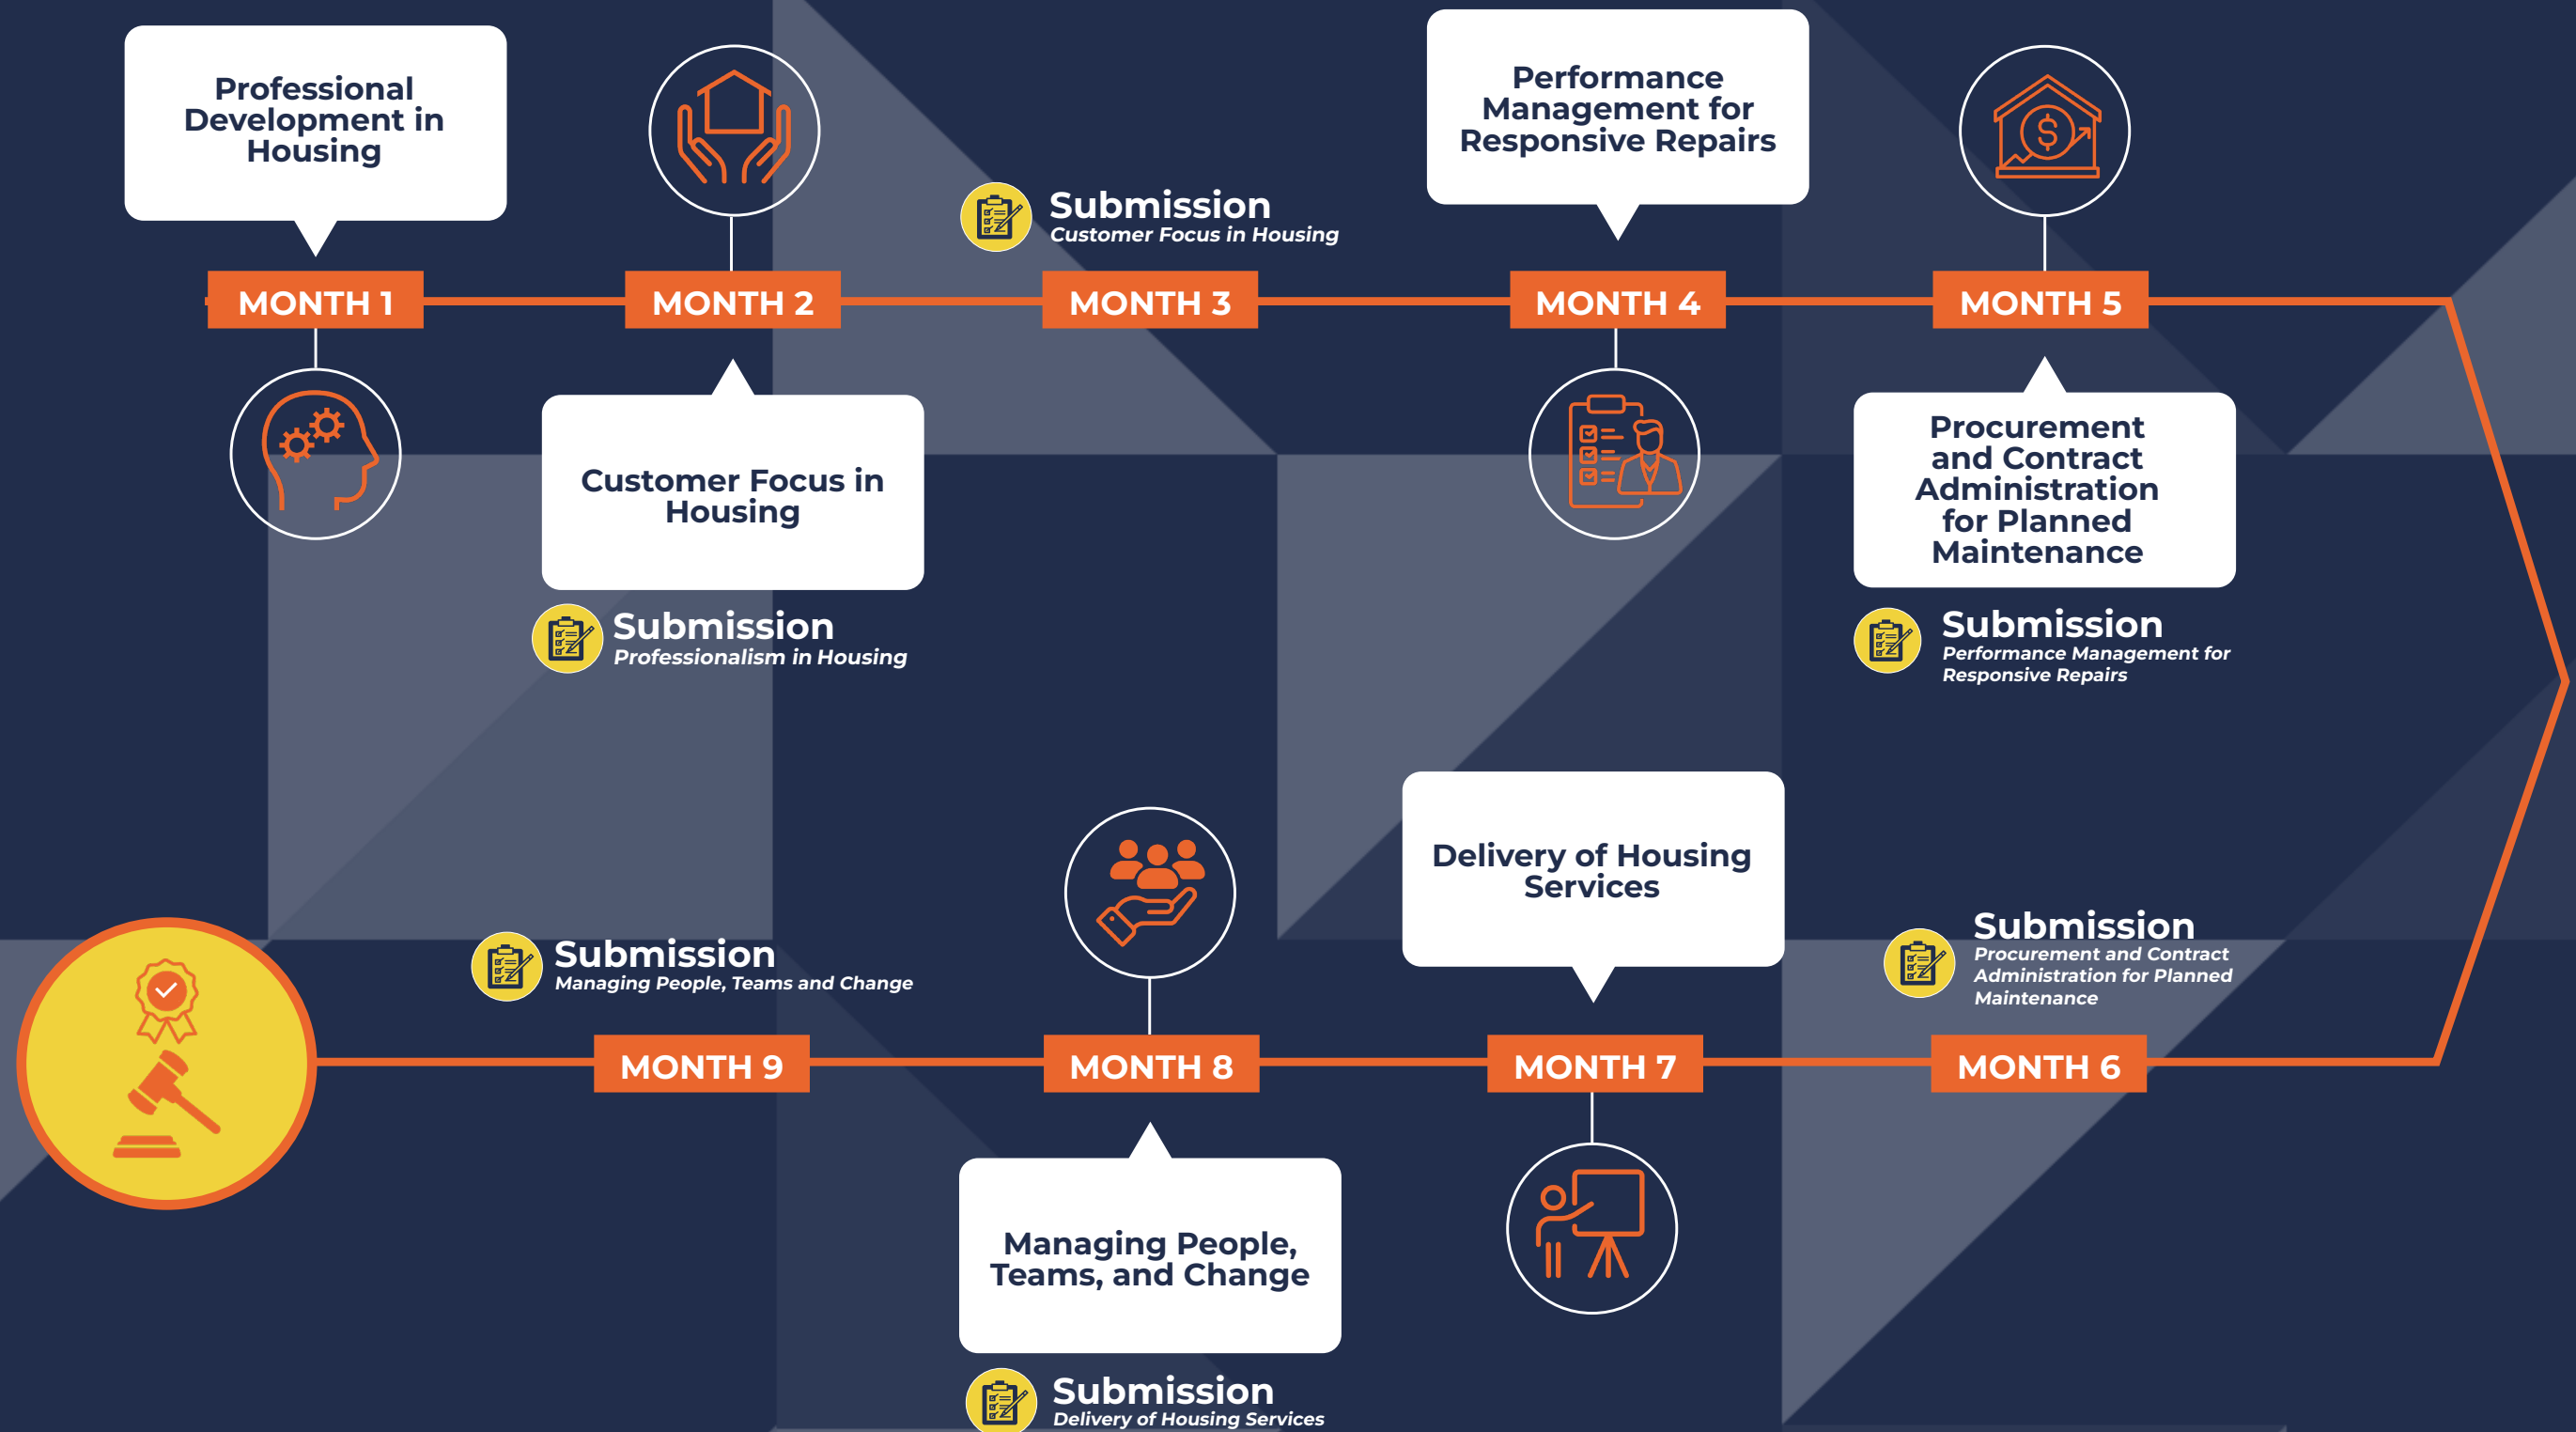 Professional
Development in
Housing
MONTH 1
MONTH 2
Customer Focus in
Housing
Submission
Professionalism in Housing
Submission
Customer Focus in Housing
MONTH 3
Performance
Management for
Responsive Repairs
MONTH 4
MONTH 5
Procurement
and Contract
Administration
for Planned
Maintenance
Submission
Performance Management for
Responsive Repairs
Submission
Procurement and Contract
Administration for Planned
Maintenance
MONTH 6
Delivery of Housing
Services
MONTH 7
MONTH 8
Managing People,
Teams, and Change
Submission
Delivery of Housing Services
Submission
Managing People, Teams and Change
MONTH 9